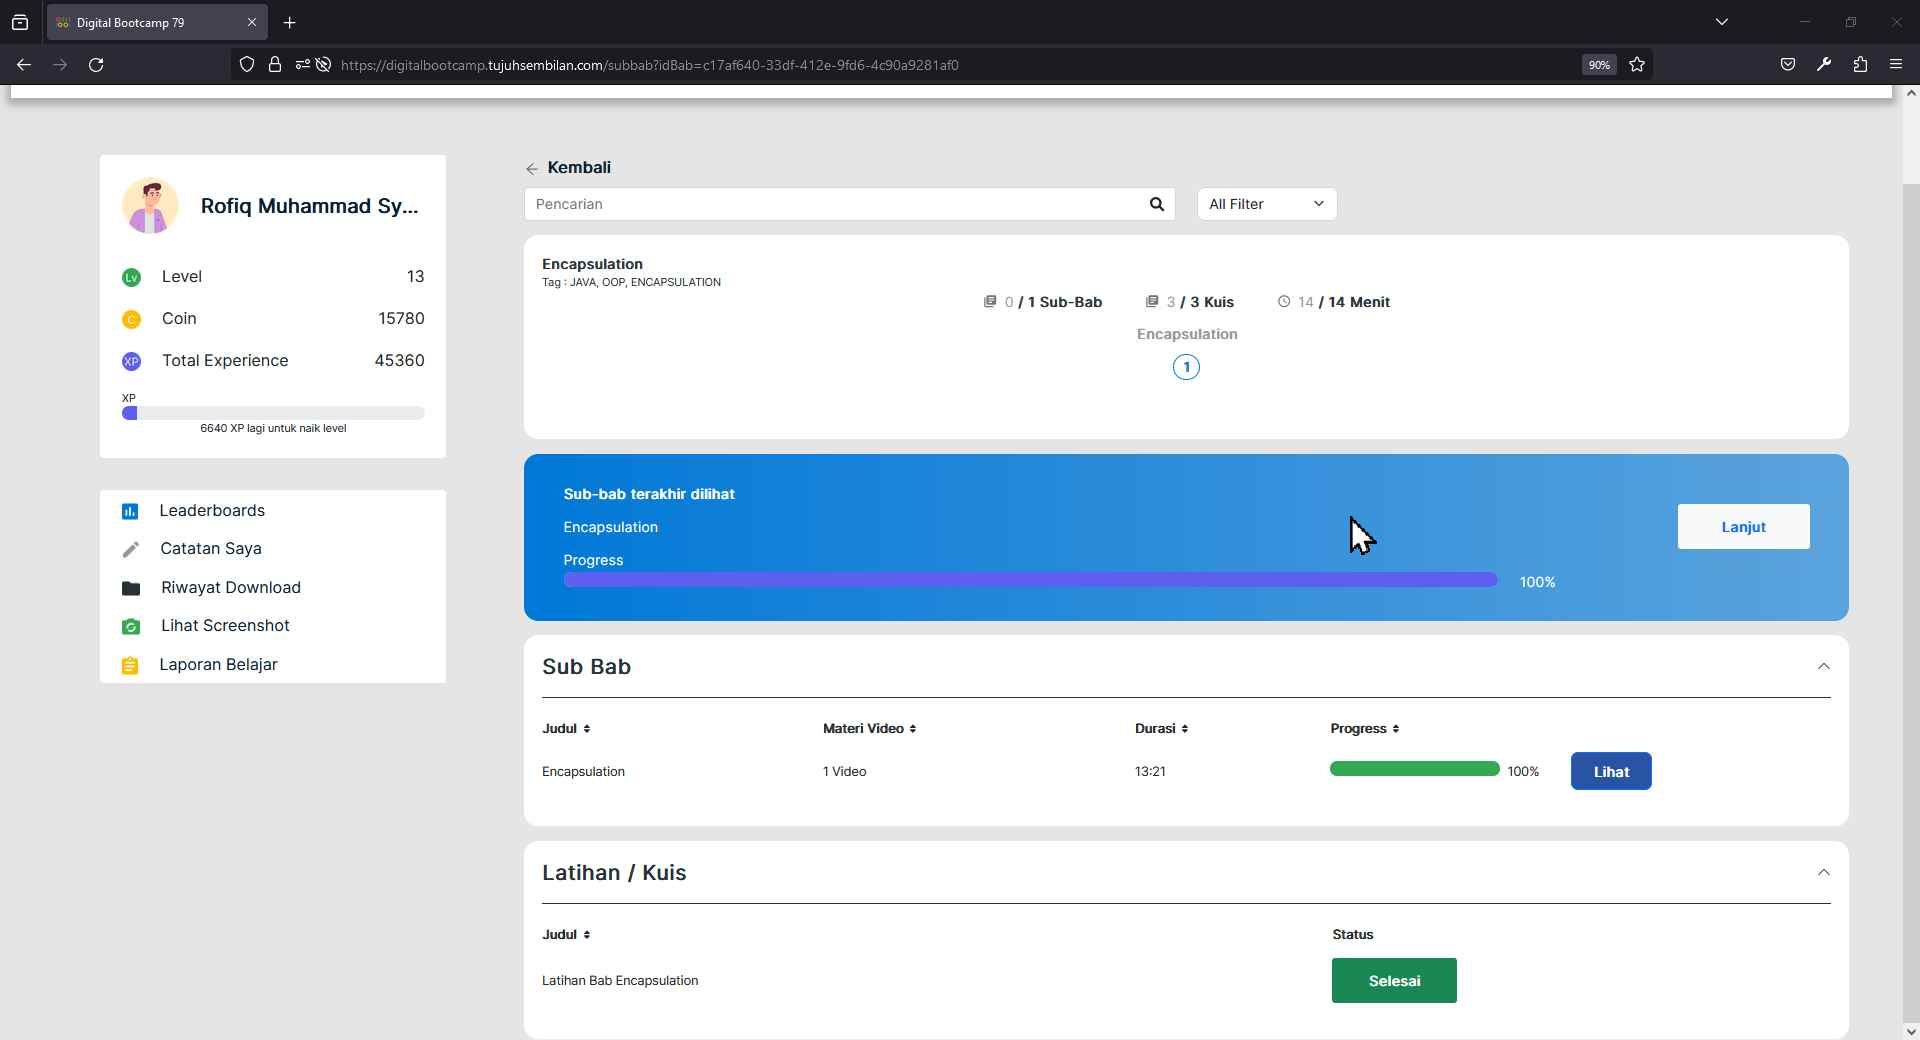 Digital Bootcamp 79
https://digitalbootcamp.tujuhsembilan.com/subbab?idBab=c17af640-33df-412e-9fd6-4c90a9281af0
90%
Rofiq Muhammad Sy...
Lv Level 13
C Coin 15780
XP Total Experience 45360
XP
6640 XP lagi untuk naik level
Leaderboards
Catatan Saya
Riwayat Download
Lihat Screenshot
Laporan Belajar
Kembali
Pencarian
All Filter
Encapsulation
Tag : JAVA, OOP, ENCAPSULATION
0 / 1 Sub-Bab 3 / 3 Kuis 14 / 14 Menit
Encapsulation
1
Sub-bab terakhir dilihat
Encapsulation
Progress
100%
Lanjut
Sub Bab
Judul Materi Video Durasi Progress
Encapsulation 1 Video 13:21 100% Lihat
Latihan / Kuis
Judul Status
Latihan Bab Encapsulation Selesai